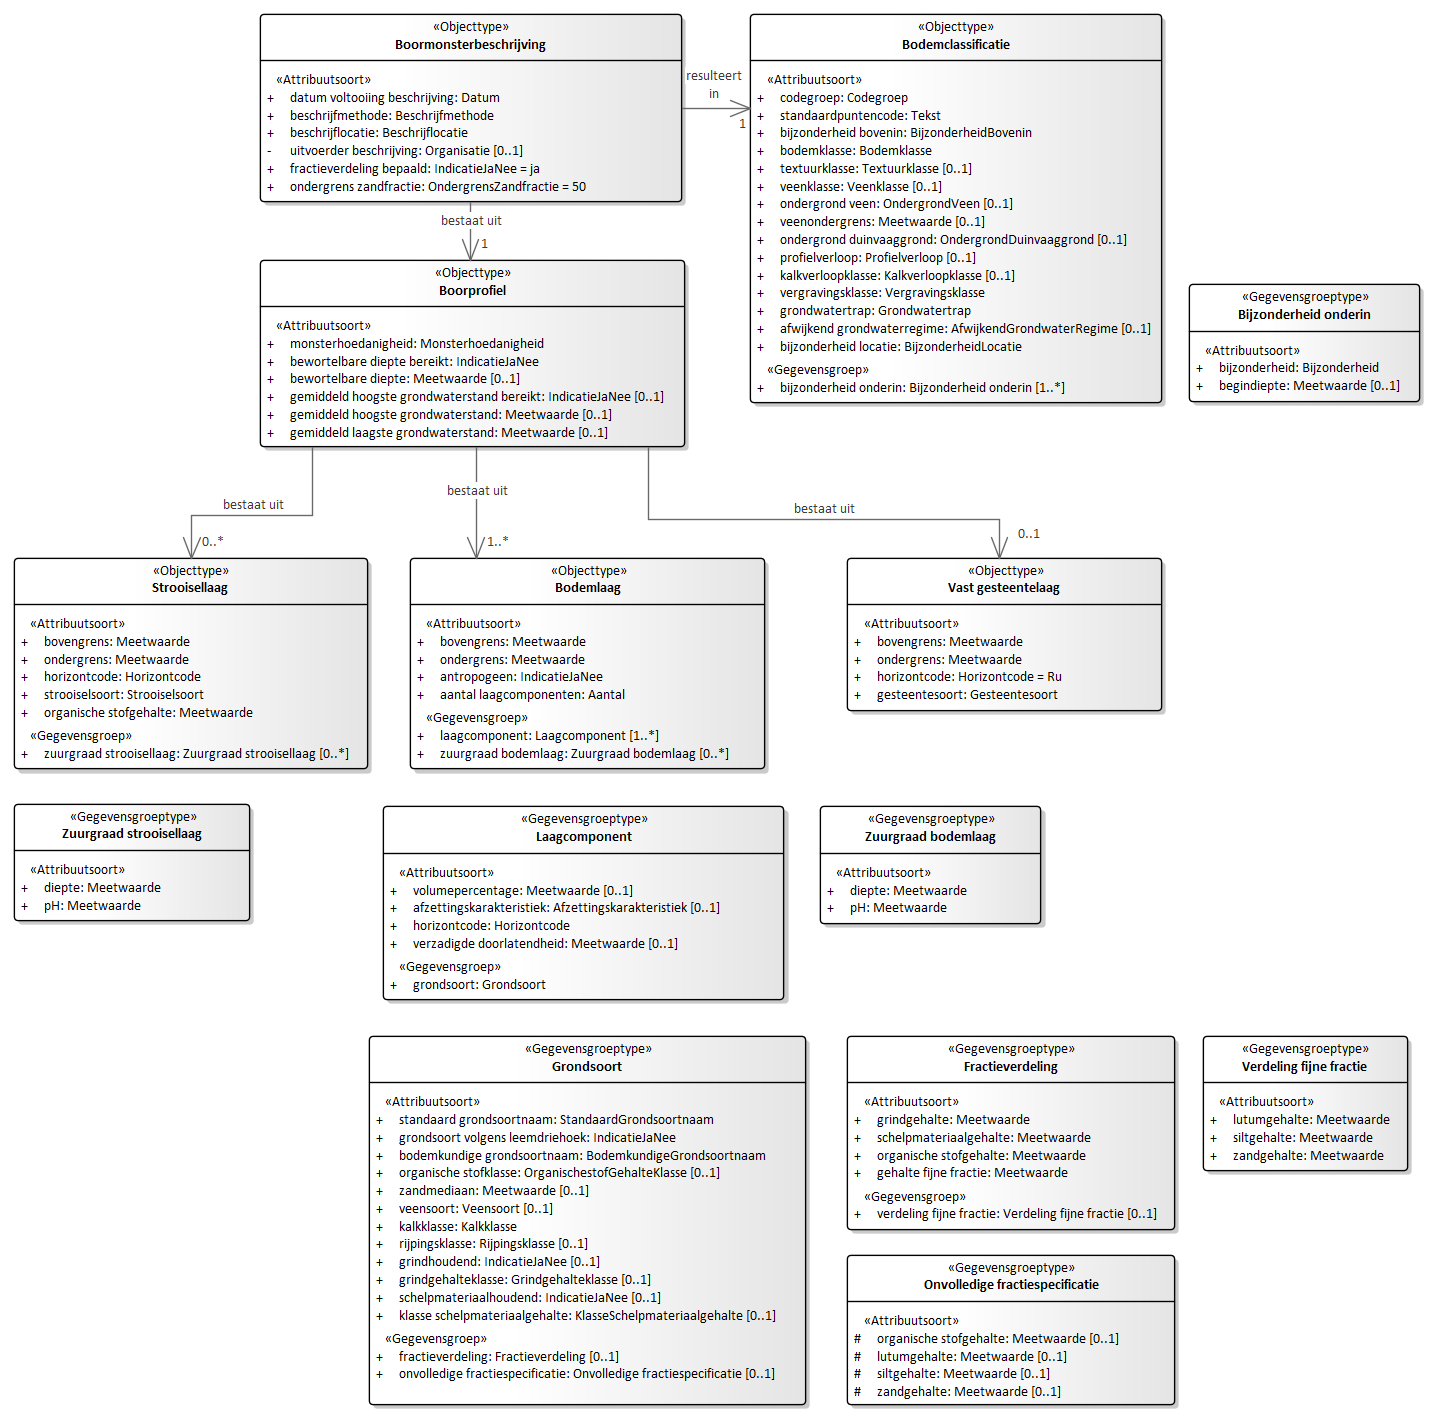 «Objecttype»
Boormonsterbeschrijving
«Attribuutsoort»
+ datum voltooiing beschrijving: Datum
+ beschrijfmethode: Beschrijfmethode
+ beschrijflocatie: Beschrijflocatie
- uitvoerder beschrijving: Organisatie [0..1]
+ fractieverdeling bepaald: IndicatieJaNee = ja
+ ondergrens zandfractie: OndergrensZandfractie = 50
resulteert
in
1
«Objecttype»
Bodemclassificatie
«Attribuutsoort»
+ codegroep: Codegroep
+ standaardpuntencode: Tekst
+ bijzonderheid bovenin: BijzonderheidBovenin
+ bodemklasse: Bodemklasse
+ textuurklasse: Textuurklasse [0..1]
+ veenklasse: Veenklasse [0..1]
+ ondergrond veen: OndergrondVeen [0..1]
+ veenondergrens: Meetwaarde [0..1]
+ ondergrond duinvaaggrond: OndergrondDuinvaaggrond [0..1]
+ profielverloop: Profielverloop [0..1]
+ kalkverloopklasse: Kalkverloopklasse [0..1]
+ vergravingsklasse: Vergravingsklasse
+ grondwatertrap: Grondwatertrap
+ afwijkend grondwaterregime: AfwijkendGrondwaterRegime [0..1]
+ bijzonderheid locatie: BijzonderheidLocatie
«Gegevensgroep»
+ bijzonderheid onderin: Bijzonderheid onderin [1..*]
«Gegevensgroeptype»
Bijzonderheid onderin
«Attribuutsoort»
+ bijzonderheid: Bijzonderheid
+ begindiepte: Meetwaarde [0..1]
bestaat uit
1
«Objecttype»
Boorprofiel
«Attribuutsoort»
+ monsterhoedanigheid: Monsterhoedanigheid
+ bewortelbare diepte bereikt: IndicatieJaNee
+ bewortelbare diepte: Meetwaarde [0..1]
+ gemiddeld hoogste grondwaterstand bereikt: IndicatieJaNee [0..1]
+ gemiddeld hoogste grondwaterstand: Meetwaarde [0..1]
+ gemiddeld laagste grondwaterstand: Meetwaarde [0..1]
bestaat uit
0..*
bestaat uit
1..*
bestaat uit
0..1
«Objecttype»
Strooisellaag
«Attribuutsoort»
+ bovengrens: Meetwaarde
+ ondergrens: Meetwaarde
+ horizontcode: Horizontcode
+ strooiselsoort: Strooiselsoort
+ organische stofgehalte: Meetwaarde
«Gegevensgroep»
+ zuurgraad strooisellaag: Zuurgraad strooisellaag [0..*]
«Objecttype»
Bodemlaag
«Attribuutsoort»
+ bovengrens: Meetwaarde
+ ondergrens: Meetwaarde
+ antropogeen: IndicatieJaNee
+ aantal laagcomponenten: Aantal
«Gegevensgroep»
+ laagcomponent: Laagcomponent [1..*]
+ zuurgraad bodemlaag: Zuurgraad bodemlaag [0..*]
«Objecttype»
Vast gesteentelaag
«Attribuutsoort»
+ bovengrens: Meetwaarde
+ ondergrens: Meetwaarde
+ horizontcode: Horizontcode = Ru
+ gesteentesoort: Gesteentesoort
«Gegevensgroeptype»
Zuurgraad strooisellaag
«Attribuutsoort»
+ diepte: Meetwaarde
+ pH: Meetwaarde
«Gegevensgroeptype»
Laagcomponent
«Attribuutsoort»
+ volumepercentage: Meetwaarde [0..1]
+ afzettingskarakteristiek: Afzettingskarakteristiek [0..1]
+ horizontcode: Horizontcode
+ verzadigde doorlatendheid: Meetwaarde [0..1]
«Gegevensgroep»
+ grondsoort: Grondsoort
«Gegevensgroeptype»
Zuurgraad bodemlaag
«Attribuutsoort»
+ diepte: Meetwaarde
+ pH: Meetwaarde
«Gegevensgroeptype»
Grondsoort
«Attribuutsoort»
+ standaard grondsoortnaam: StandaardGrondsoortnaam
+ grondsoort volgens leemdriehoek: IndicatieJaNee
+ bodemkundige grondsoortnaam: BodemkundigeGrondsoortnaam
+ organische stofklasse: OrganischestofGehalteKlasse [0..1]
+ zandmediaan: Meetwaarde [0..1]
+ veensoort: Veensoort [0..1]
+ kalkklasse: Kalkklasse
+ rijpingsklasse: Rijpingsklasse [0..1]
+ grindhoudend: IndicatieJaNee [0..1]
+ grindgehalteklasse: Grindgehalteklasse [0..1]
+ schelpmateriaalhoudend: IndicatieJaNee [0..1]
+ klasse schelpmateriaalgehalte: KlasseSchelpmateriaalgehalte [0..1]
«Gegevensgroep»
+ fractieverdeling: Fractieverdeling [0..1]
+ onvolledige fractiespecificatie: Onvolledige fractiespecificatie [0..1]
«Gegevensgroeptype»
Fractieverdeling
«Attribuutsoort»
+ grindgehalte: Meetwaarde
+ schelpmateriaalgehalte: Meetwaarde
+ organische stofgehalte: Meetwaarde
+ gehalte fijne fractie: Meetwaarde
«Gegevensgroep»
+ verdeling fijne fractie: Verdeling fijne fractie [0..1]
«Gegevensgroeptype»
Verdeling fijne fractie
«Attribuutsoort»
+ lutumgehalte: Meetwaarde
+ siltgehalte: Meetwaarde
+ zandgehalte: Meetwaarde
«Gegevensgroeptype»
Onvolledige fractiespecificatie
«Attribuutsoort»
# organische stofgehalte: Meetwaarde [0..1]
# lutumgehalte: Meetwaarde [0..1]
# siltgehalte: Meetwaarde [0..1]
# zandgehalte: Meetwaarde [0..1]